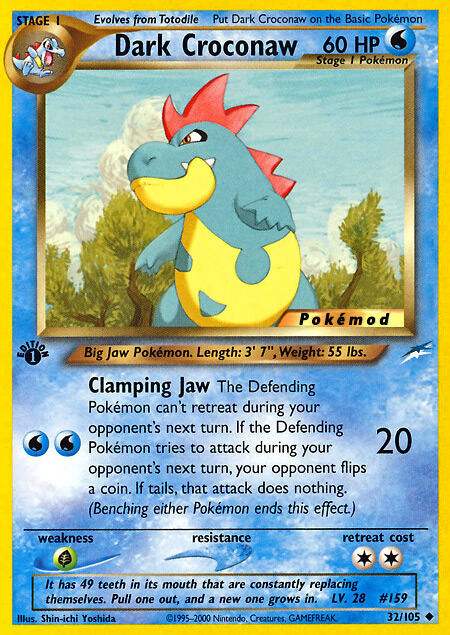 STAGE 1 Evolves from Totodile Put Dark Croconaw on the Basic Pokémon
Dark Croconaw 60 HP
Stage 1 Pokémon
Pokémod
EDITION 1
Big Jaw Pokémon. Length: 3' 7", Weight: 55 lbs.
Clamping Jaw The Defending
Pokémon can't retreat during your
opponent's next turn. If the Defending
Pokémon tries to attack during your
opponent's next turn, your opponent flips
a coin. If tails, that attack does nothing.
(Benching either Pokémon ends this effect.)
20
weakness resistance retreat cost
It has 49 teeth in its mouth that are constantly replacing
themselves. Pull one out, and a new one grows in. LV. 28 #159
Illus. Shin-ichi Yoshida ©1995-2000 Nintendo, Creatures, GAMEFREAK. 32/105